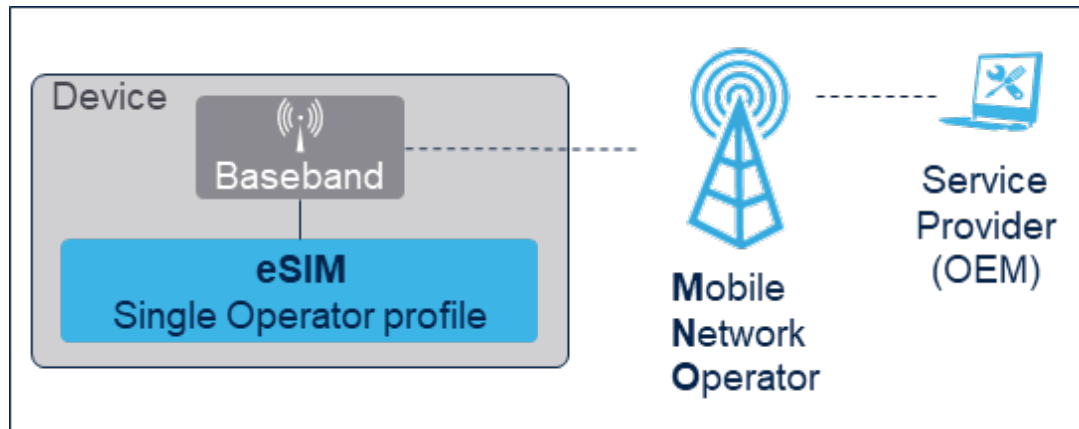 Device
Baseband
eSIM
Single Operator profile
Mobile
Network
Operator
Service
Provider
(OEM)